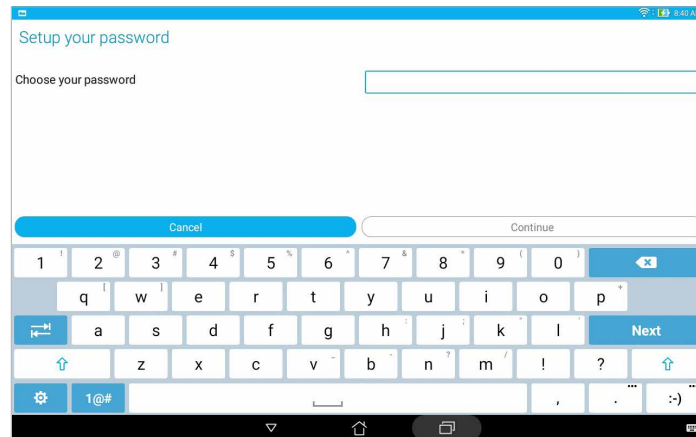 8:40 A
Setup your password
Choose your password
Cancel
Continue
1 ! 2 @ 3 # 4 $ 5 % 6 ^ 7 & 8 * 9 ( 0 )
q [ w ] e r t y u i o p +
a s d f g h : j ; k " l ' Next
z x c v _ b - n ? m / ! ?
1@# , . :-)